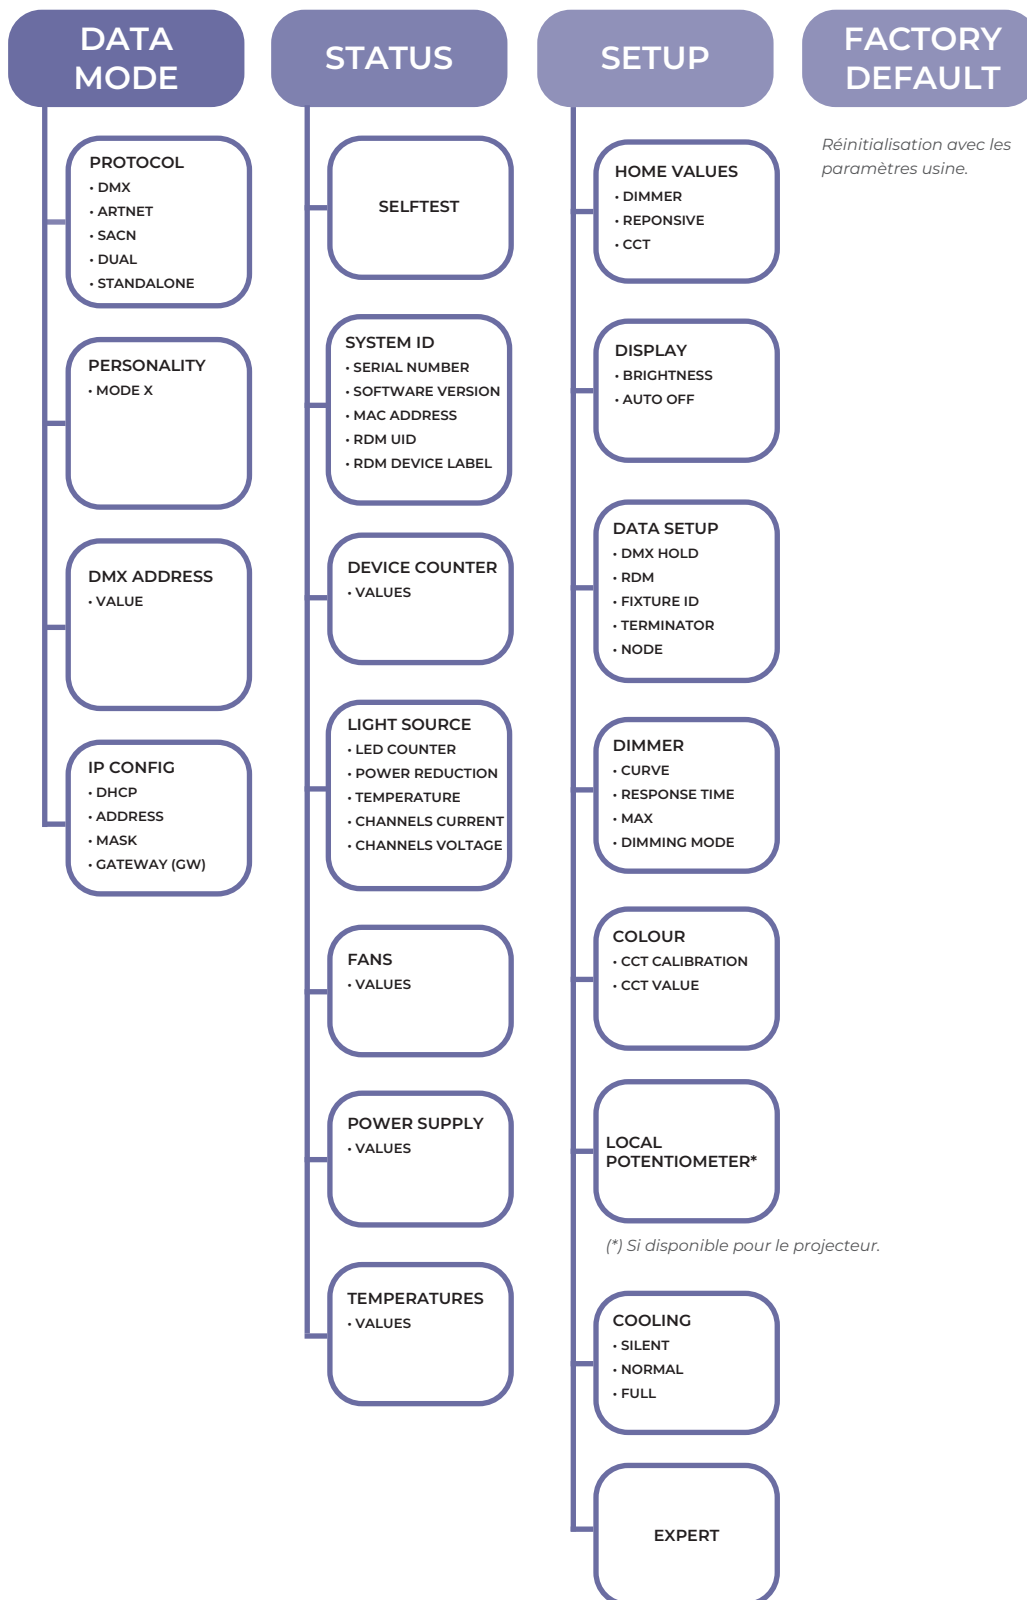 DATA
MODE
PROTOCOL
• DMX
• ARTNET
• SACN
• DUAL
• STANDALONE
PERSONALITY
• MODE X
DMX ADDRESS
• VALUE
IP CONFIG
• DHCP
• ADDRESS
• MASK
• GATEWAY (GW)
STATUS
SELFTEST
SYSTEM ID
• SERIAL NUMBER
• SOFTWARE VERSION
• MAC ADDRESS
• RDM UID
• RDM DEVICE LABEL
DEVICE COUNTER
• VALUES
LIGHT SOURCE
• LED COUNTER
• POWER REDUCTION
• TEMPERATURE
• CHANNELS CURRENT
• CHANNELS VOLTAGE
FANS
• VALUES
POWER SUPPLY
• VALUES
TEMPERATURES
• VALUES
SETUP
HOME VALUES
• DIMMER
• REPONSIVE
• CCT
DISPLAY
• BRIGHTNESS
• AUTO OFF
DATA SETUP
• DMX HOLD
• RDM
• FIXTURE ID
• TERMINATOR
• NODE
DIMMER
• CURVE
• RESPONSE TIME
• MAX
• DIMMING MODE
COLOUR
• CCT CALIBRATION
• CCT VALUE
LOCAL
POTENTIOMETER*
(*) Si disponible pour le projecteur.
COOLING
• SILENT
• NORMAL
• FULL
EXPERT
FACTORY
DEFAULT
Réinitialisation avec les
paramètres usine.